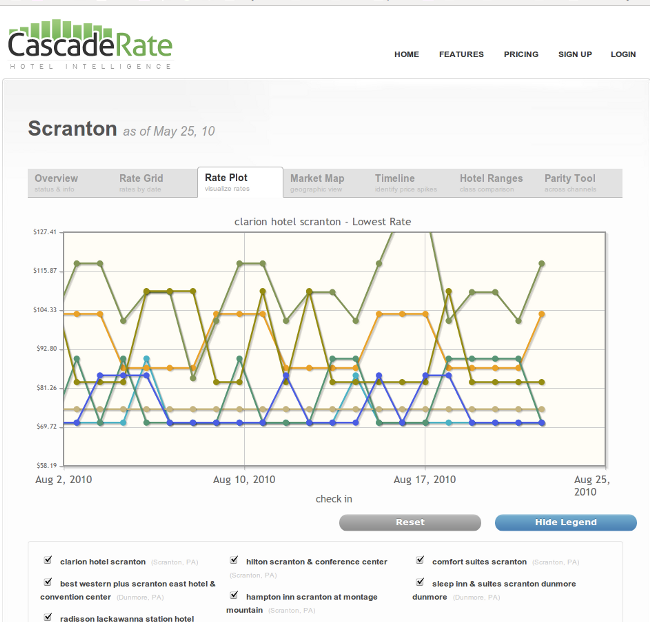 CascadeRate
HOTEL INTELLIGENCE
HOME FEATURES PRICING SIGN UP LOGIN
Scranton as of May 25, 10
Overview Rate Grid Rate Plot Market Map Timeline Hotel Ranges Parity Tool
status & info rates by date visualize rates geographic view identify price spikes class comparison across channels
clarion hotel scranton - Lowest Rate
$127.41
$115.87
$104.33
$92.80
$81.26
$69.72
$58.19
Aug 2, 2010 Aug 10, 2010 Aug 17, 2010 Aug 25, 2010
check in
Reset Hide Legend
clarion hotel scranton (Scranton, PA)
best western plus scranton east hotel &
convention center (Dunmore, PA)
radisson lackawanna station hotel
hilton scranton & conference center
(Scranton, PA)
hampton inn scranton at montage
mountain (Scranton, PA)
comfort suites scranton (Scranton, PA)
sleep inn & suites scranton dunmore
dunmore (Dunmore, PA)